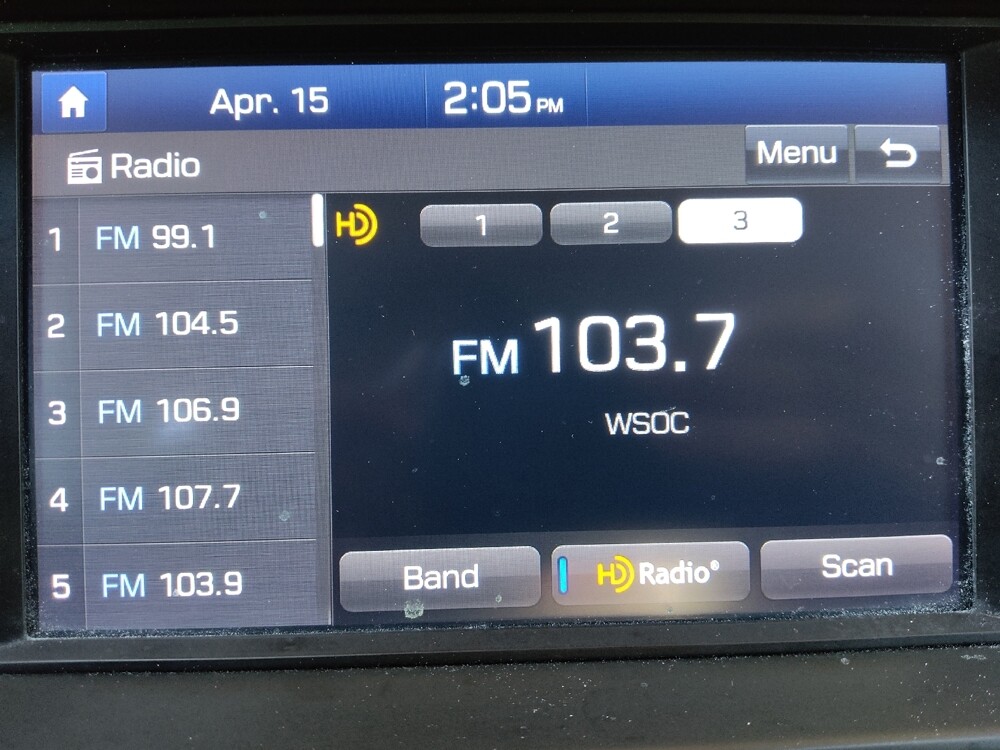 Apr. 15 2:05 PM
Radio
Menu
1 FM 99.1
2 FM 104.5
3 FM 106.9
4 FM 107.7
5 FM 103.9
HD 1 2 3
FM 103.7
WSOC
Band
HD Radio®
Scan